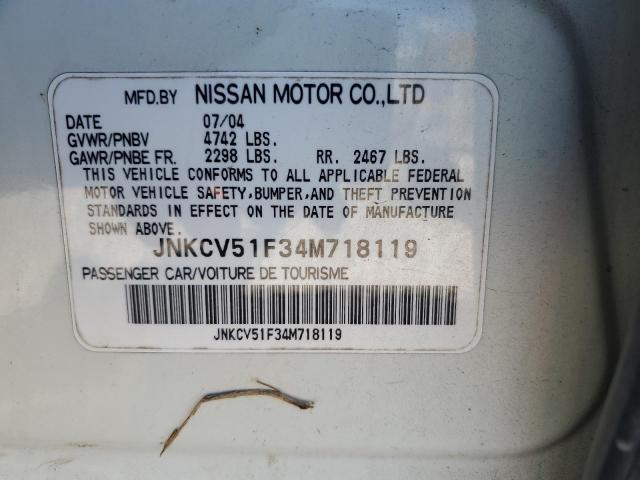 MFD.BY NISSAN MOTOR CO.,LTD
DATE 07/04
GVWR/PNBV 4742 LBS.
GAWR/PNBE FR. 2298 LBS. RR. 2467 LBS.
THIS VEHICLE CONFORMS TO ALL APPLICABLE FEDERAL
MOTOR VEHICLE SAFETY,BUMPER,AND THEFT PREVENTION
STANDARDS IN EFFECT ON THE DATE OF MANUFACTURE
SHOWN ABOVE. JNKCV51F34M718119
PASSENGER CAR/VOITURE DE TOURISME
JNKCV51F34M718119